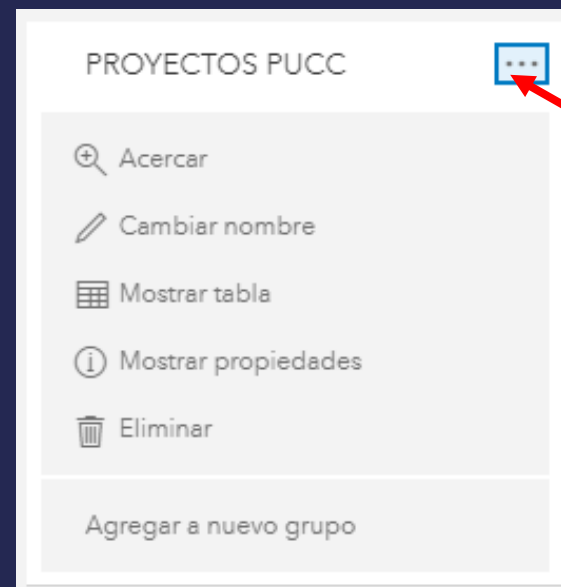 PROYECTOS PUCC
Acercar
Cambiar nombre
Mostrar tabla
Mostrar propiedades
Eliminar
Agregar a nuevo grupo